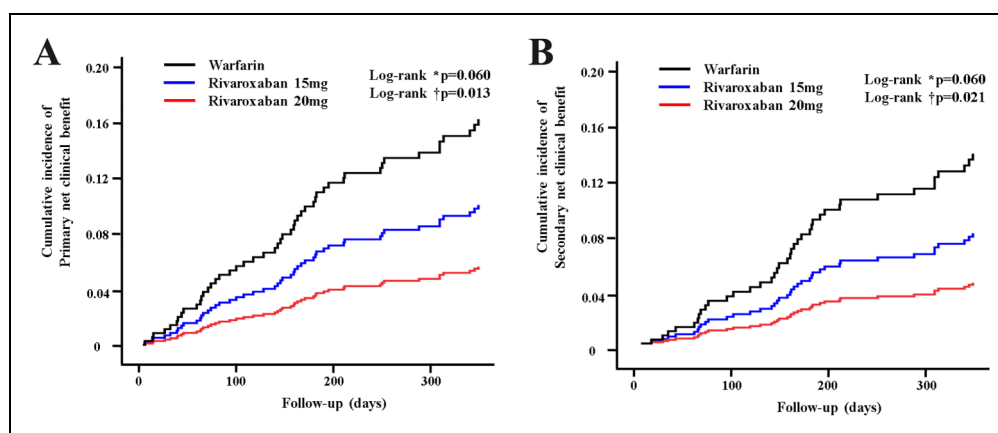 A
Warfarin
Rivaroxaban 15mg
Rivaroxaban 20mg
Log-rank *p=0.060
Log-rank †p=0.013
Cumulative incidence of
Primary net clinical benefit
0.20
0.16
0.12
0.08
0.04
0
0
100
200
300
Follow-up (days)
B
Warfarin
Rivaroxaban 15mg
Rivaroxaban 20mg
Log-rank *p=0.060
Log-rank †p=0.021
Cumulative incidence of
Secondary net clinical benefit
0.20
0.16
0.12
0.08
0.04
0
0
100
200
300
Follow-up (days)